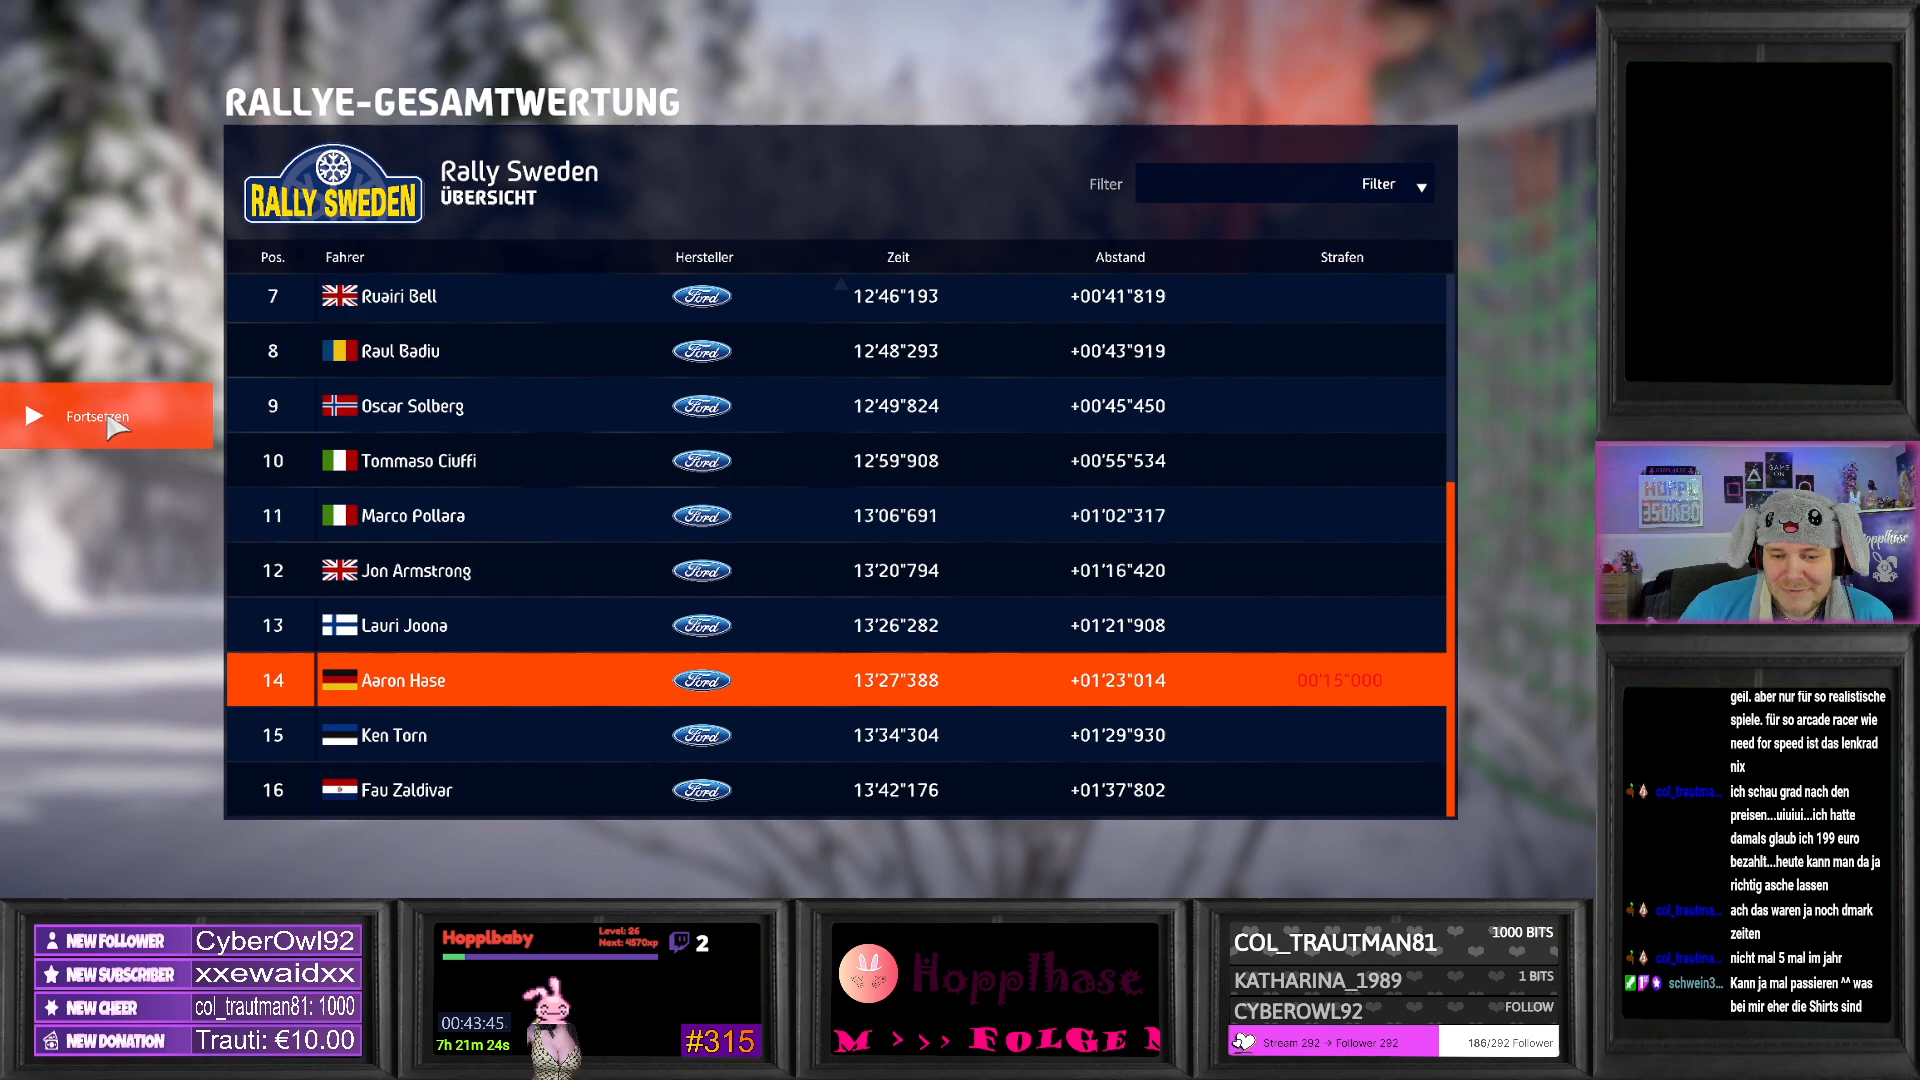 RALLYE-GESAMTWERTUNG
RALLY SWEDEN
Rally Sweden
ÜBERSICHT
Filter
Filter
Pos. Fahrer Hersteller Zeit Abstand Strafen
7 Ruairi Bell Ford 12'46"193 +00'41"819
8 Raul Badiu Ford 12'48"293 +00'43"919
9 Oscar Solberg Ford 12'49"824 +00'45"450
10 Tommaso Ciuffi Ford 12'59"908 +00'55"534
11 Marco Pollara Ford 13'06"691 +01'02"317
12 Jon Armstrong Ford 13'20"794 +01'16"420
13 Lauri Joona Ford 13'26"282 +01'21"908
14 Aaron Hase Ford 13'27"388 +01'23"014 00'15"000
15 Ken Torn Ford 13'34"304 +01'29"930
16 Fau Zaldivar Ford 13'42"176 +01'37"802
Fortsetzen
GAME
ON
geil. aber nur für so realistische
spiele. für so arcade racer wie
need for speed ist das lenkrad
nix
col_trautma... ich schau grad nach den
preisen...uiuiui...ich hatte
damals glaub ich 199 euro
bezahlt...heute kann man da ja
richtig asche lassen
col_trautma... ach das waren ja noch dmark
zeiten
col_trautma... nicht mal 5 mal im jahr
schwein3... Kann ja mal passieren ^^ was
bei mir eher die Shirts sind
NEW FOLLOWER CyberOwl92
NEW SUBSCRIBER xxewaidxx
NEW CHEER col_trautman81: 1000
NEW DONATION Trauti: €10.00
Hopplbaby
Level: 26
Next: 4570xp
2
00:43:45
7h 21m 24s
#315
Hopplhase
M > > > FOLGE
COL_TRAUTMAN81 1000 BITS
KATHARINA_1989 1 BITS
CYBEROWL92 FOLLOW
Stream 292 → Follower 292 186/292 Follower